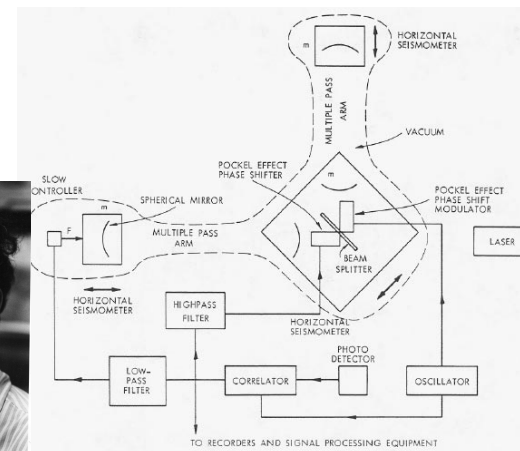 m
HORIZONTAL
SEISMOMETER
MULTIPLE PASS
ARM
VACUUM
SLOW
CONTROLLER
SPHERICAL MIRROR
POCKEL EFFECT
PHASE SHIFTER
m
POCKEL EFFECT
PHASE SHIFT
MODULATOR
m
F
MULTIPLE PASS
ARM
LASER
BEAM
SPLITTER
HORIZONTAL
SEISMOMETER
HIGHPASS
FILTER
HORIZONTAL
SEISMOMETER
PHOTO
DETECTOR
LOW-
PASS
FILTER
CORRELATOR
OSCILLATOR
TO RECORDERS AND SIGNAL PROCESSING EQUIPMENT